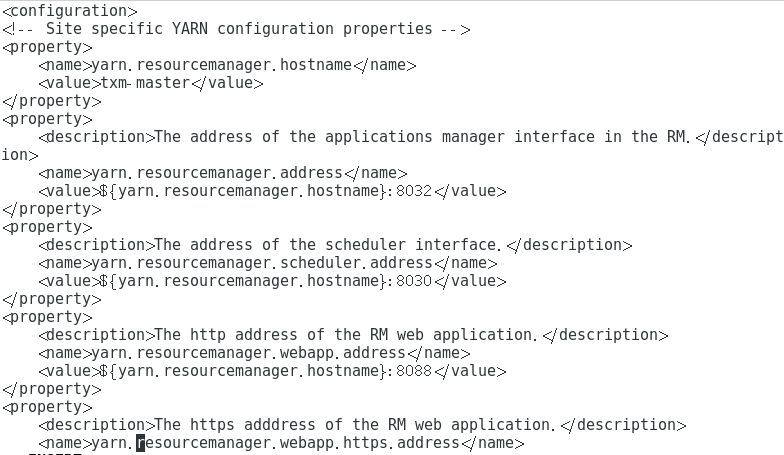 <configuration>
<!-- Site specific YARN configuration properties -->
<property>
    <name>yarn.resourcemanager.hostname</name>
    <value>txm-master</value>
</property>
<property>
    <description>The address of the applications manager interface in the RM.</descript
ion>
    <name>yarn.resourcemanager.address</name>
    <value>${yarn.resourcemanager.hostname}:8032</value>
</property>
<property>
    <description>The address of the scheduler interface.</description>
    <name>yarn.resourcemanager.scheduler.address</name>
    <value>${yarn.resourcemanager.hostname}:8030</value>
</property>
<property>
    <description>The http address of the RM web application.</description>
    <name>yarn.resourcemanager.webapp.address</name>
    <value>${yarn.resourcemanager.hostname}:8088</value>
</property>
<property>
    <description>The https adddress of the RM web application.</description>
    <name>yarn.resourcemanager.webapp.https.address</name>